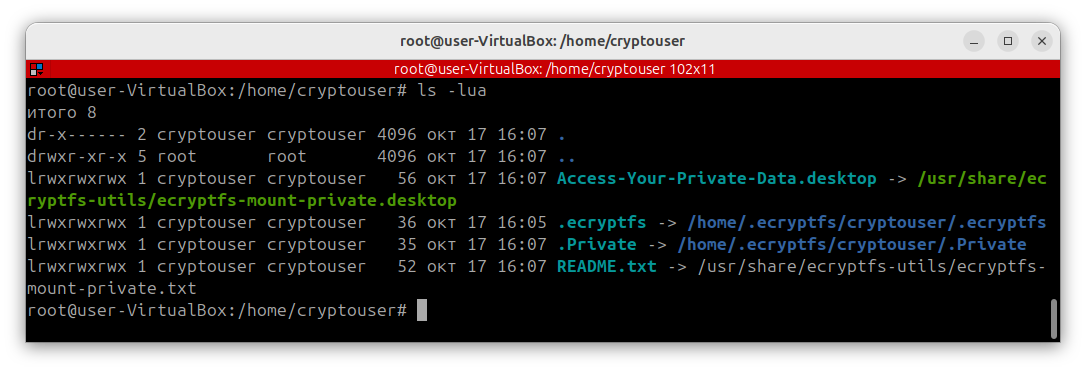 root@user-VirtualBox: /home/cryptouser
root@user-VirtualBox: /home/cryptouser 102x11
root@user-VirtualBox:/home/cryptouser# ls -lua
итого 8
dr-x------ 2 cryptouser cryptouser 4096 окт 17 16:07 .
drwxr-xr-x 5 root       root       4096 окт 17 16:07 ..
lrwxrwxrwx 1 cryptouser cryptouser   56 окт 17 16:07 Access-Your-Private-Data.desktop -> /usr/share/ec
ryptfs-utils/ecryptfs-mount-private.desktop
lrwxrwxrwx 1 cryptouser cryptouser   36 окт 17 16:05 .ecryptfs -> /home/.ecryptfs/cryptouser/.ecryptfs
lrwxrwxrwx 1 cryptouser cryptouser   35 окт 17 16:07 .Private -> /home/.ecryptfs/cryptouser/.Private
lrwxrwxrwx 1 cryptouser cryptouser   52 окт 17 16:07 README.txt -> /usr/share/ecryptfs-utils/ecryptfs-
mount-private.txt
root@user-VirtualBox:/home/cryptouser#